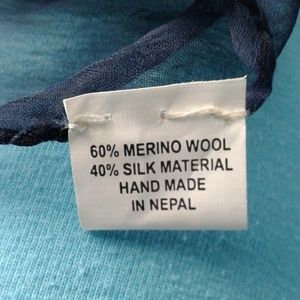 60% MERINO WOOL
40% SILK MATERIAL
HAND MADE
IN NEPAL